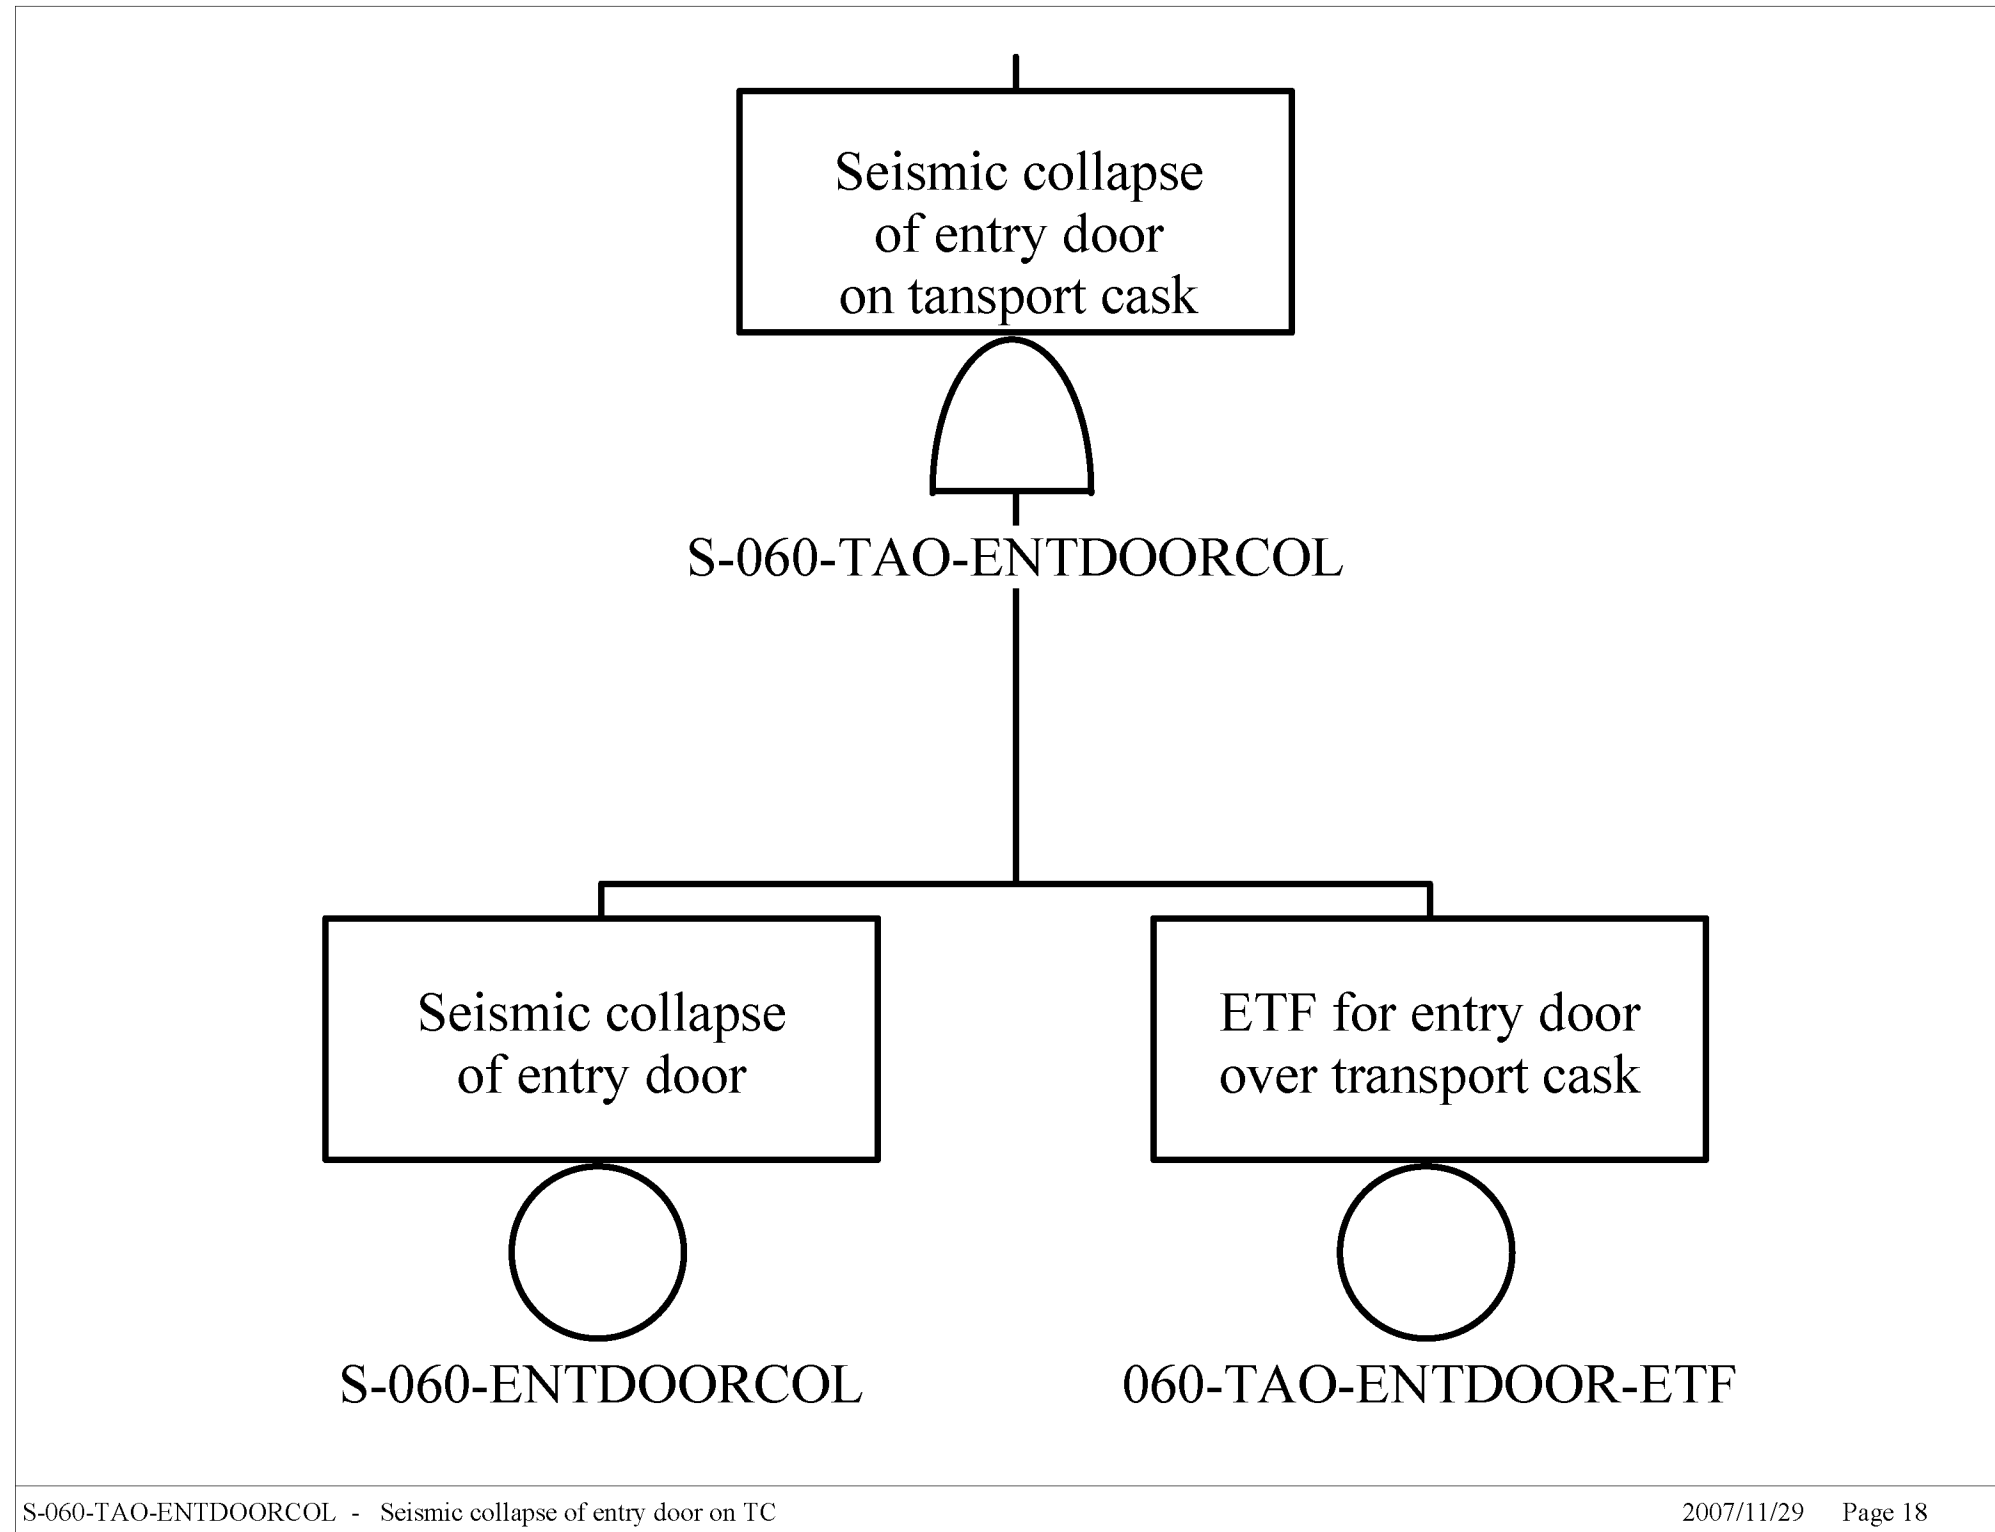 Seismic collapse
of entry door
on tansport cask
S-060-TAO-ENTDOORCOL
Seismic collapse
of entry door
ETF for entry door
over transport cask
S-060-ENTDOORCOL
060-TAO-ENTDOOR-ETF
S-060-TAO-ENTDOORCOL - Seismic collapse of entry door on TC
2007/11/29 Page 18